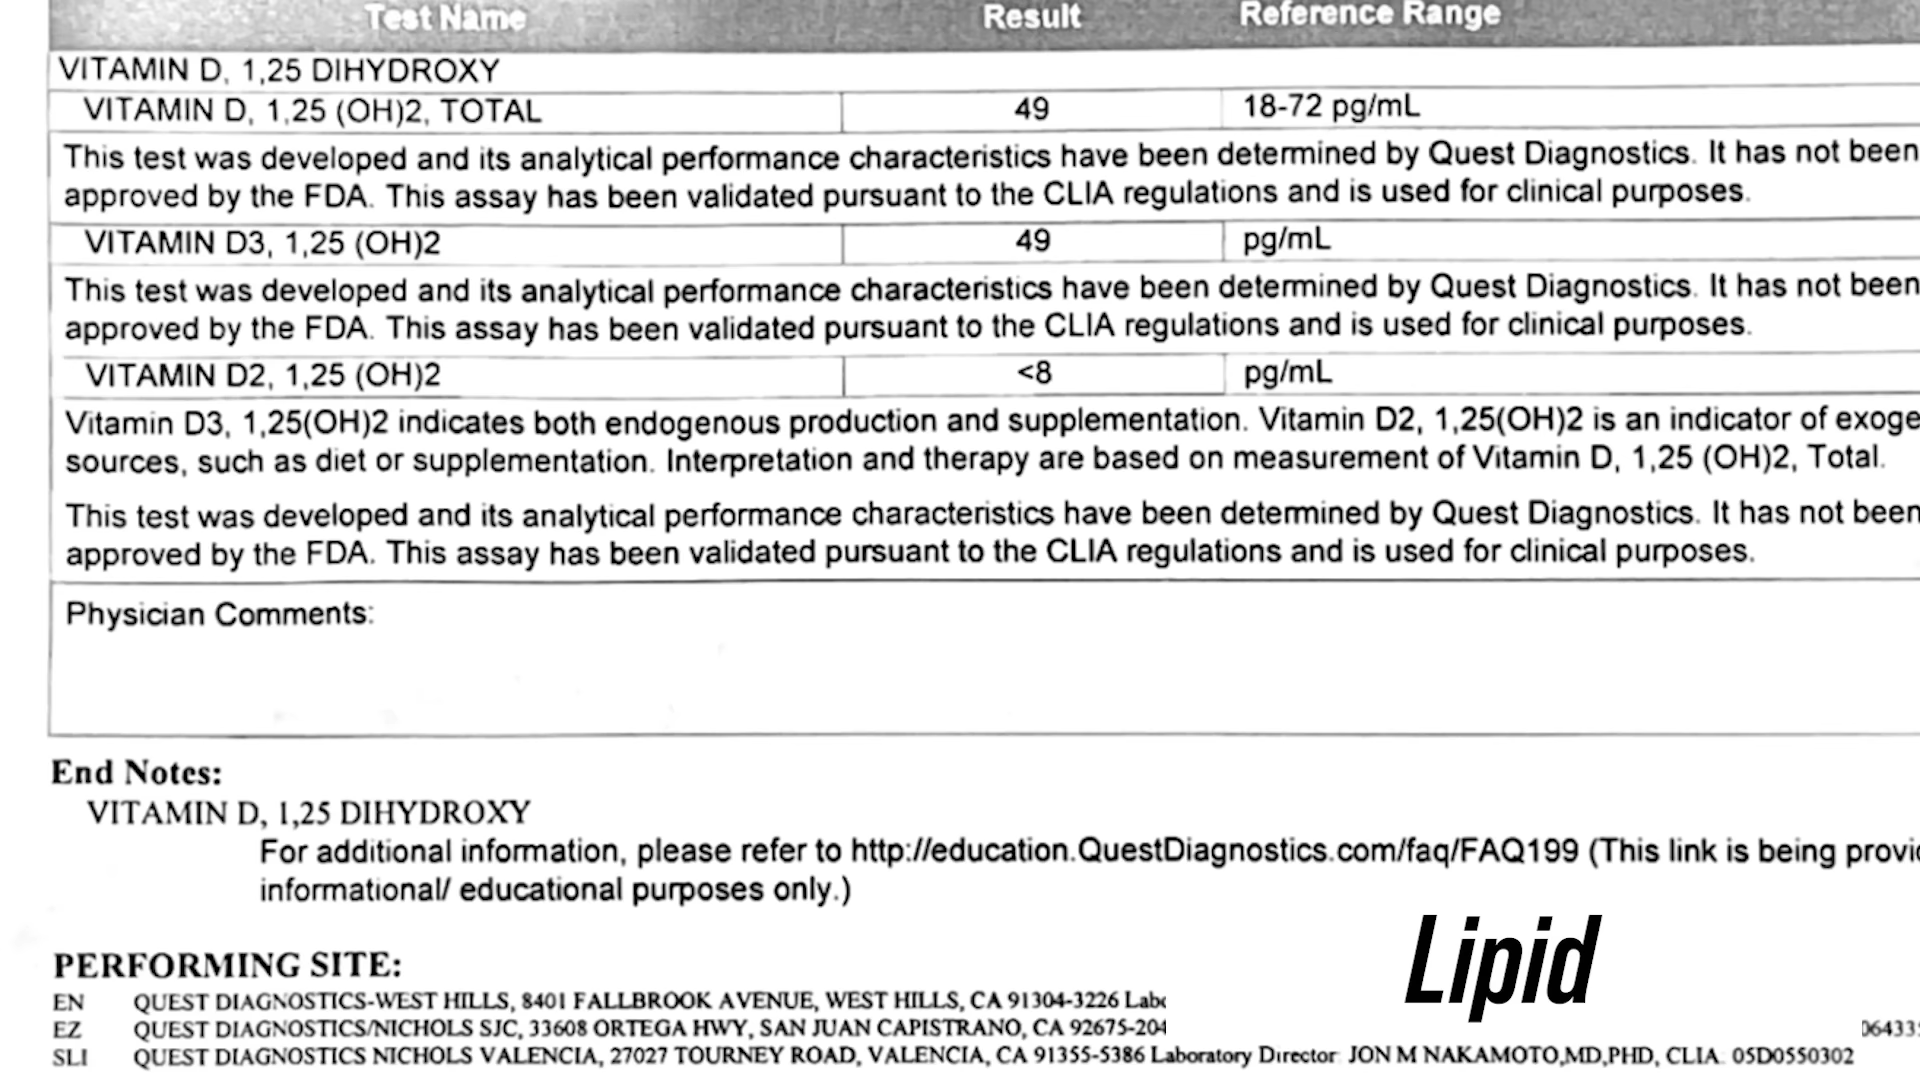 Test Name Result Reference Range
VITAMIN D, 1,25 DIHYDROXY
VITAMIN D, 1,25 (OH)2, TOTAL 49 18-72 pg/mL
This test was developed and its analytical performance characteristics have been determined by Quest Diagnostics. It has not been
approved by the FDA. This assay has been validated pursuant to the CLIA regulations and is used for clinical purposes.
VITAMIN D3, 1,25 (OH)2 49 pg/mL
This test was developed and its analytical performance characteristics have been determined by Quest Diagnostics. It has not been
approved by the FDA. This assay has been validated pursuant to the CLIA regulations and is used for clinical purposes.
VITAMIN D2, 1,25 (OH)2 <8 pg/mL
Vitamin D3, 1,25(OH)2 indicates both endogenous production and supplementation. Vitamin D2, 1,25(OH)2 is an indicator of exoge
sources, such as diet or supplementation. Interpretation and therapy are based on measurement of Vitamin D, 1,25 (OH)2, Total.
This test was developed and its analytical performance characteristics have been determined by Quest Diagnostics. It has not been
approved by the FDA. This assay has been validated pursuant to the CLIA regulations and is used for clinical purposes.
Physician Comments:
End Notes:
VITAMIN D, 1,25 DIHYDROXY
For additional information, please refer to http://education.QuestDiagnostics.com/faq/FAQ199 (This link is being provi
informational/ educational purposes only.)
Lipid
PERFORMING SITE:
EN QUEST DIAGNOSTICS-WEST HILLS, 8401 FALLBROOK AVENUE, WEST HILLS, CA 91304-3226 Lab
EZ QUEST DIAGNOSTICS/NICHOLS SJC, 33608 ORTEGA HWY, SAN JUAN CAPISTRANO, CA 92675-204 06433
SLI QUEST DIAGNOSTICS NICHOLS VALENCIA, 27027 TOURNEY ROAD, VALENCIA, CA 91355-5386 Laboratory Director: JON M NAKAMOTO,MD,PHD, CLIA: 05D0550302